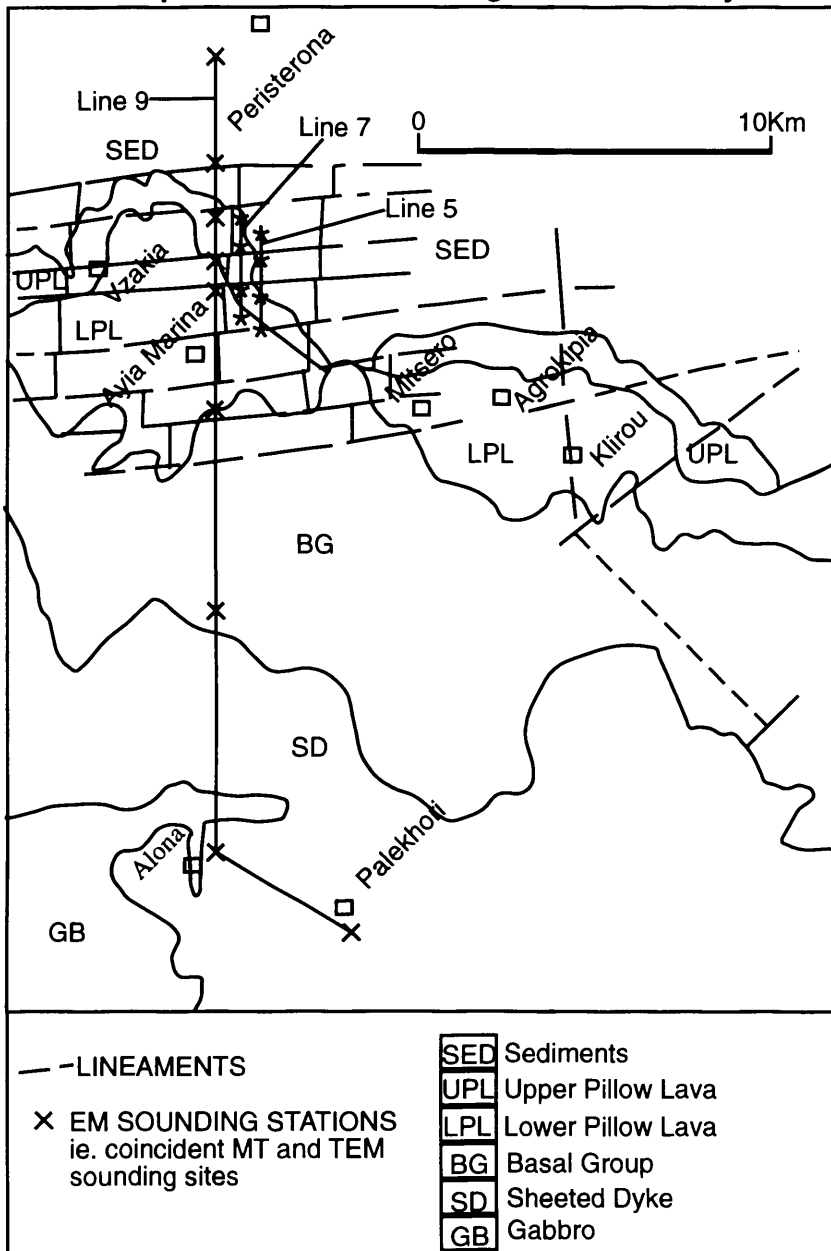 Peristerona
Line 9
Line 7
0
10Km
SED
Line 5
SED
Vzakia
UPL
LPL
Ayia Marina
Mitsero
Agrokipia
Klirou
LPL
UPL
BG
SD
Alona
Palekhori
GB
LINEAMENTS
EM SOUNDING STATIONS
ie. coincident MT and TEM
sounding sites
SED Sediments
UPL Upper Pillow Lava
LPL Lower Pillow Lava
BG Basal Group
SD Sheeted Dyke
GB Gabbro